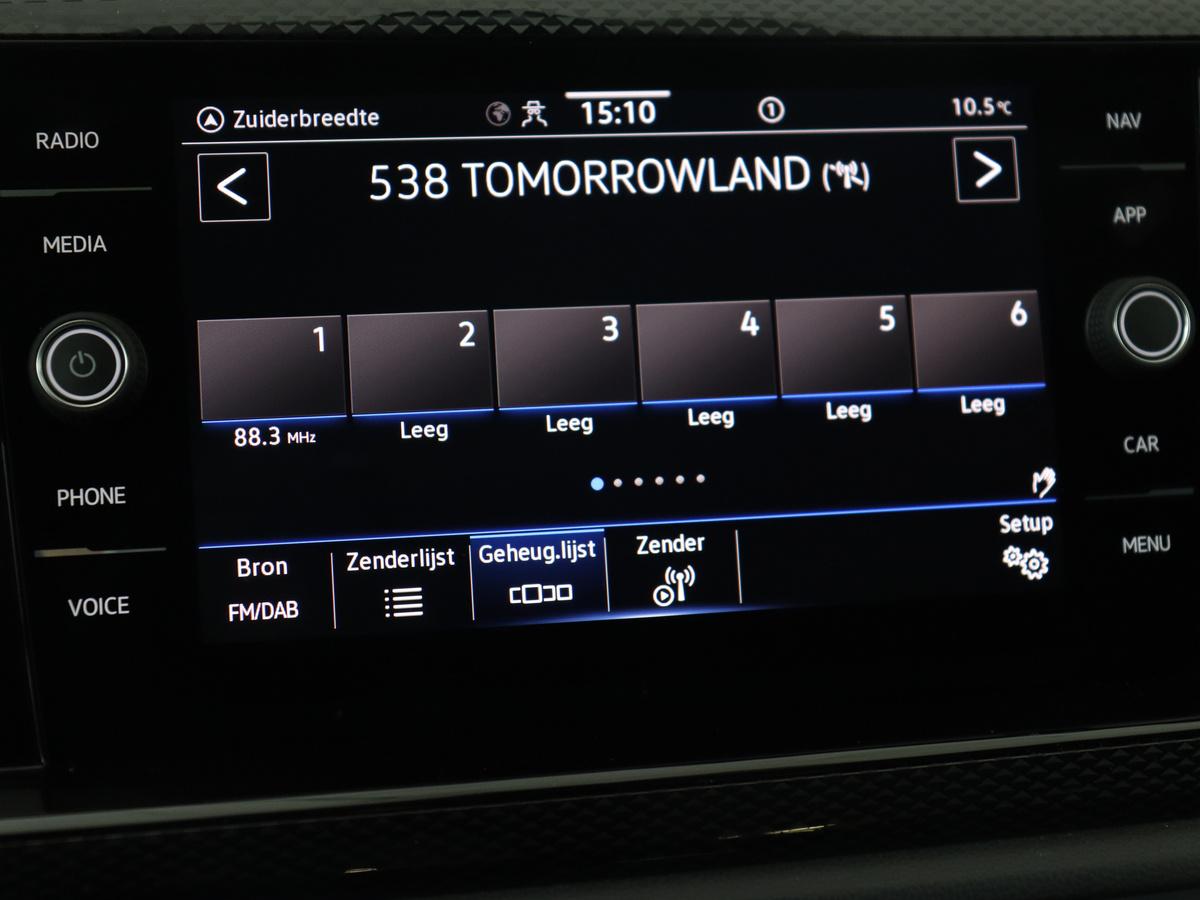 RADIO
MEDIA
PHONE
VOICE
Zuiderbreedte
15:10
1
10.5°C
< 538 TOMORROWLAND >
1
2
3
4
5
6
88.3 MHz
Leeg
Leeg
Leeg
Leeg
Leeg
Bron
FM/DAB
Zenderlijst
Geheug.lijst
Zender
Setup
NAV
APP
CAR
MENU